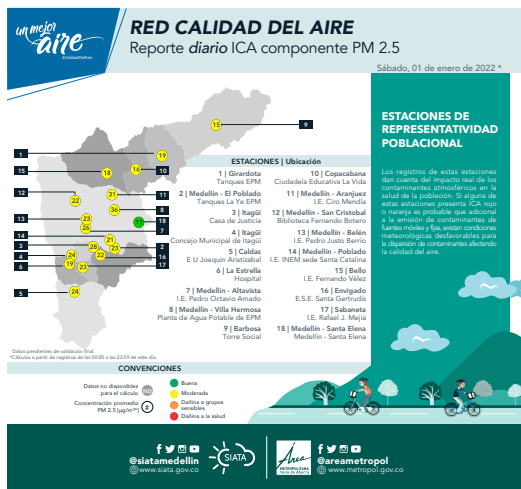 un mejor
aire
#CalidadDelAire
RED CALIDAD DEL AIRE
Reporte diario ICA componente PM 2.5
Sábado, 01 de enero de 2022 *
15
9
1
19
15
18
16
10
12
22
31
11
36
8
13
23
11
18
26
7
14
21
3
28
23
2
4
24
22
16
6
19
23
17
5
24
ESTACIONES | Ubicación
1 | Girardota
Tanques EPM
2 | Medellín - El Poblado
Tanques La Ye EPM
3 | Itagüí
Casa de Justicia
4 | Itagüí
Concejo Municipal de Itagüí
5 | Caldas
E U Joaquín Aristizabal
6 | La Estrella
Hospital
7 | Medellín - Altavista
I.E. Pedro Octavio Amado
8 | Medellín - Villa Hermosa
Planta de Agua Potable de EPM
9 | Barbosa
Torre Social
10 | Copacabana
Ciudadela Educativa La Vida
11 | Medellín - Aranjuez
I.E. Ciro Mendía
12 | Medellín - San Cristobal
Biblioteca Fernando Botero
13 | Medellín - Belén
I.E. Pedro Justo Berrio
14 | Medellín - Poblado
I.E. INEM sede Santa Catalina
15 | Bello
I.E. Fernando Vélez
16 | Envigado
E.S.E. Santa Gertrudis
17 | Sabaneta
I.E. Rafael J. Mejía
18 | Medellín - Santa Elena
Medellín - Santa Elena
ESTACIONES DE
REPRESENTATIVIDAD
POBLACIONAL
Los registros de estas estaciones
dan cuenta del impacto real de los
contaminantes atmosféricos en la
salud de la población. Si alguna de
estas estaciones presenta ICA rojo
o naranja es probable que adicional
a la emisión de contaminantes de
fuentes móviles y fijas, existan condiciones
meteorológicas desfavorables para
la dispersión de contaminantes afectando
la calidad del aire.
Datos pendientes de validación final.
*Cálculos a partir de registros de las 00:00 a las 23:59 de este día.
CONVENCIONES
Datos no disponibles
para el cálculo
ND
Concentración promedio
PM 2.5 [µg/m³]
#
Buena
Moderada
Dañina a grupos
sensibles
Dañina a la salud
@siatamedellin
www.siata.gov.co
SIATA
Área
METROPOLITANA
Valle de Aburrá
@areametropol
www.metropol.gov.co